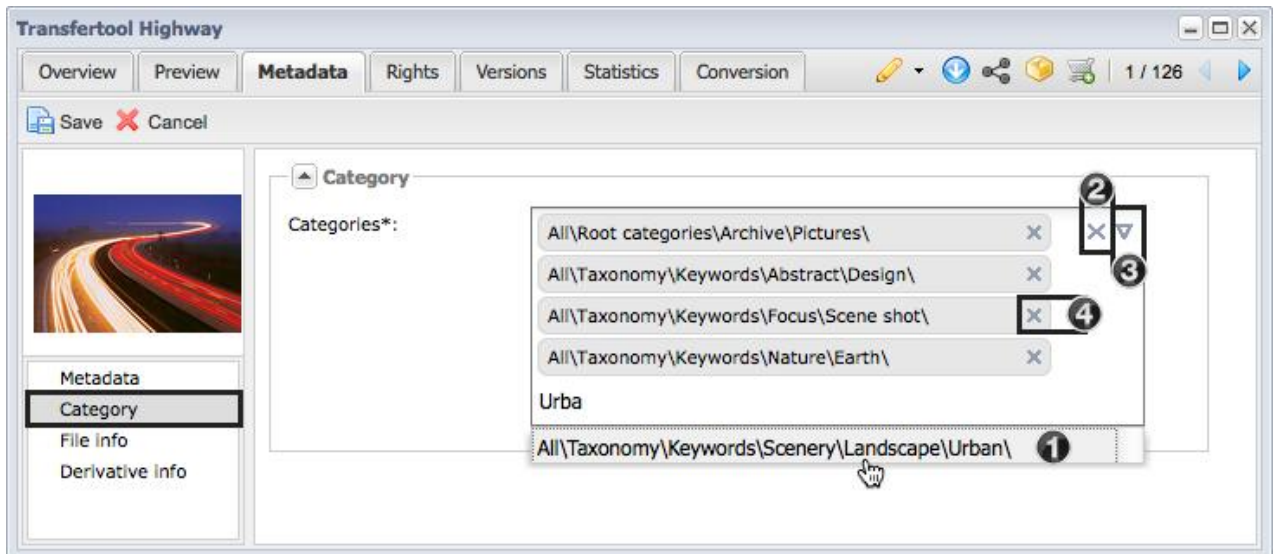 Transfertool Highway
Overview Preview Metadata Rights Versions Statistics Conversion 1 / 126
Save Cancel
Category
Categories*:
All\Root categories\Archive\Pictures\
2
3
All\Taxonomy\Keywords\Abstract\Design\
All\Taxonomy\Keywords\Focus\Scene shot\
4
All\Taxonomy\Keywords\Nature\Earth\
Urba
All\Taxonomy\Keywords\Scenery\Landscape\Urban\
1
Metadata
Category
File info
Derivative info